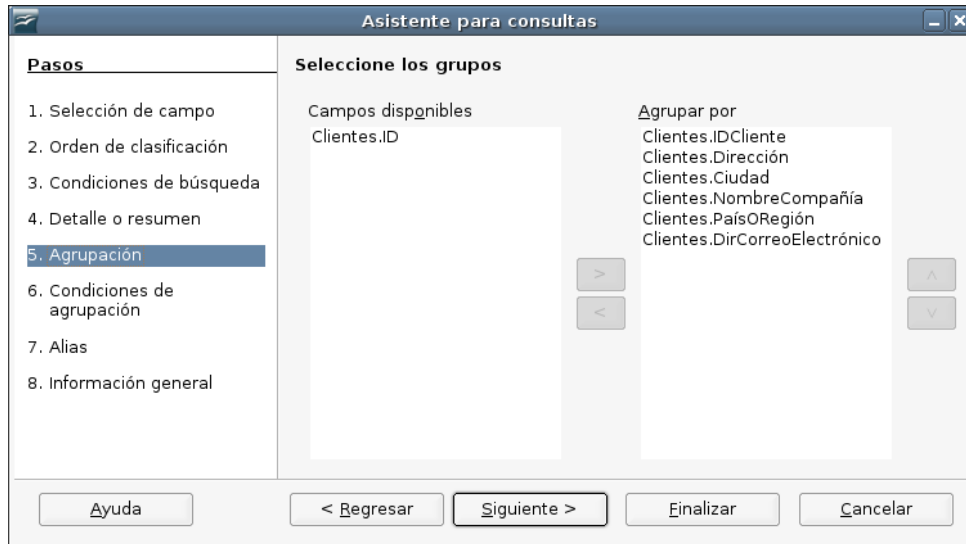 Asistente para consultas
Pasos
1. Selección de campo
2. Orden de clasificación
3. Condiciones de búsqueda
4. Detalle o resumen
5. Agrupación
6. Condiciones de
agrupación
7. Alias
8. Información general
Seleccione los grupos
Campos disponibles
Clientes.ID
Agrupar por
Clientes.IDCliente
Clientes.Dirección
Clientes.Ciudad
Clientes.NombreCompañía
Clientes.PaísORegión
Clientes.DirCorreoElectrónico
>
<
^
v
Ayuda
< Regresar
Siguiente >
Finalizar
Cancelar